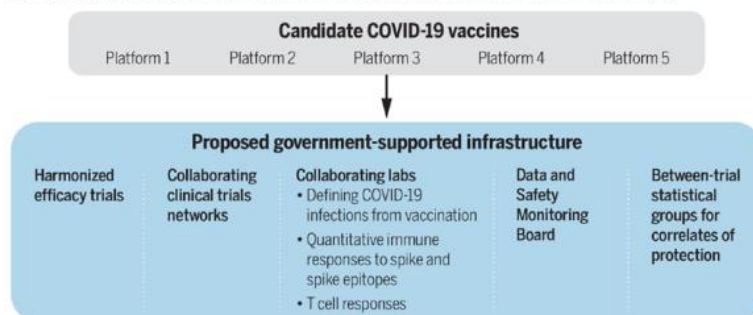 Candidate COVID-19 vaccines
Platform 1 Platform 2 Platform 3 Platform 4 Platform 5
Proposed government-supported infrastructure
Harmonized
efficacy trials
Collaborating
clinical trials
networks
Collaborating labs
• Defining COVID-19
infections from vaccination
• Quantitative immune
responses to spike and
spike epitopes
• T cell responses
Data and
Safety
Monitoring
Board
Between-trial
statistical
groups for
correlates of
protection